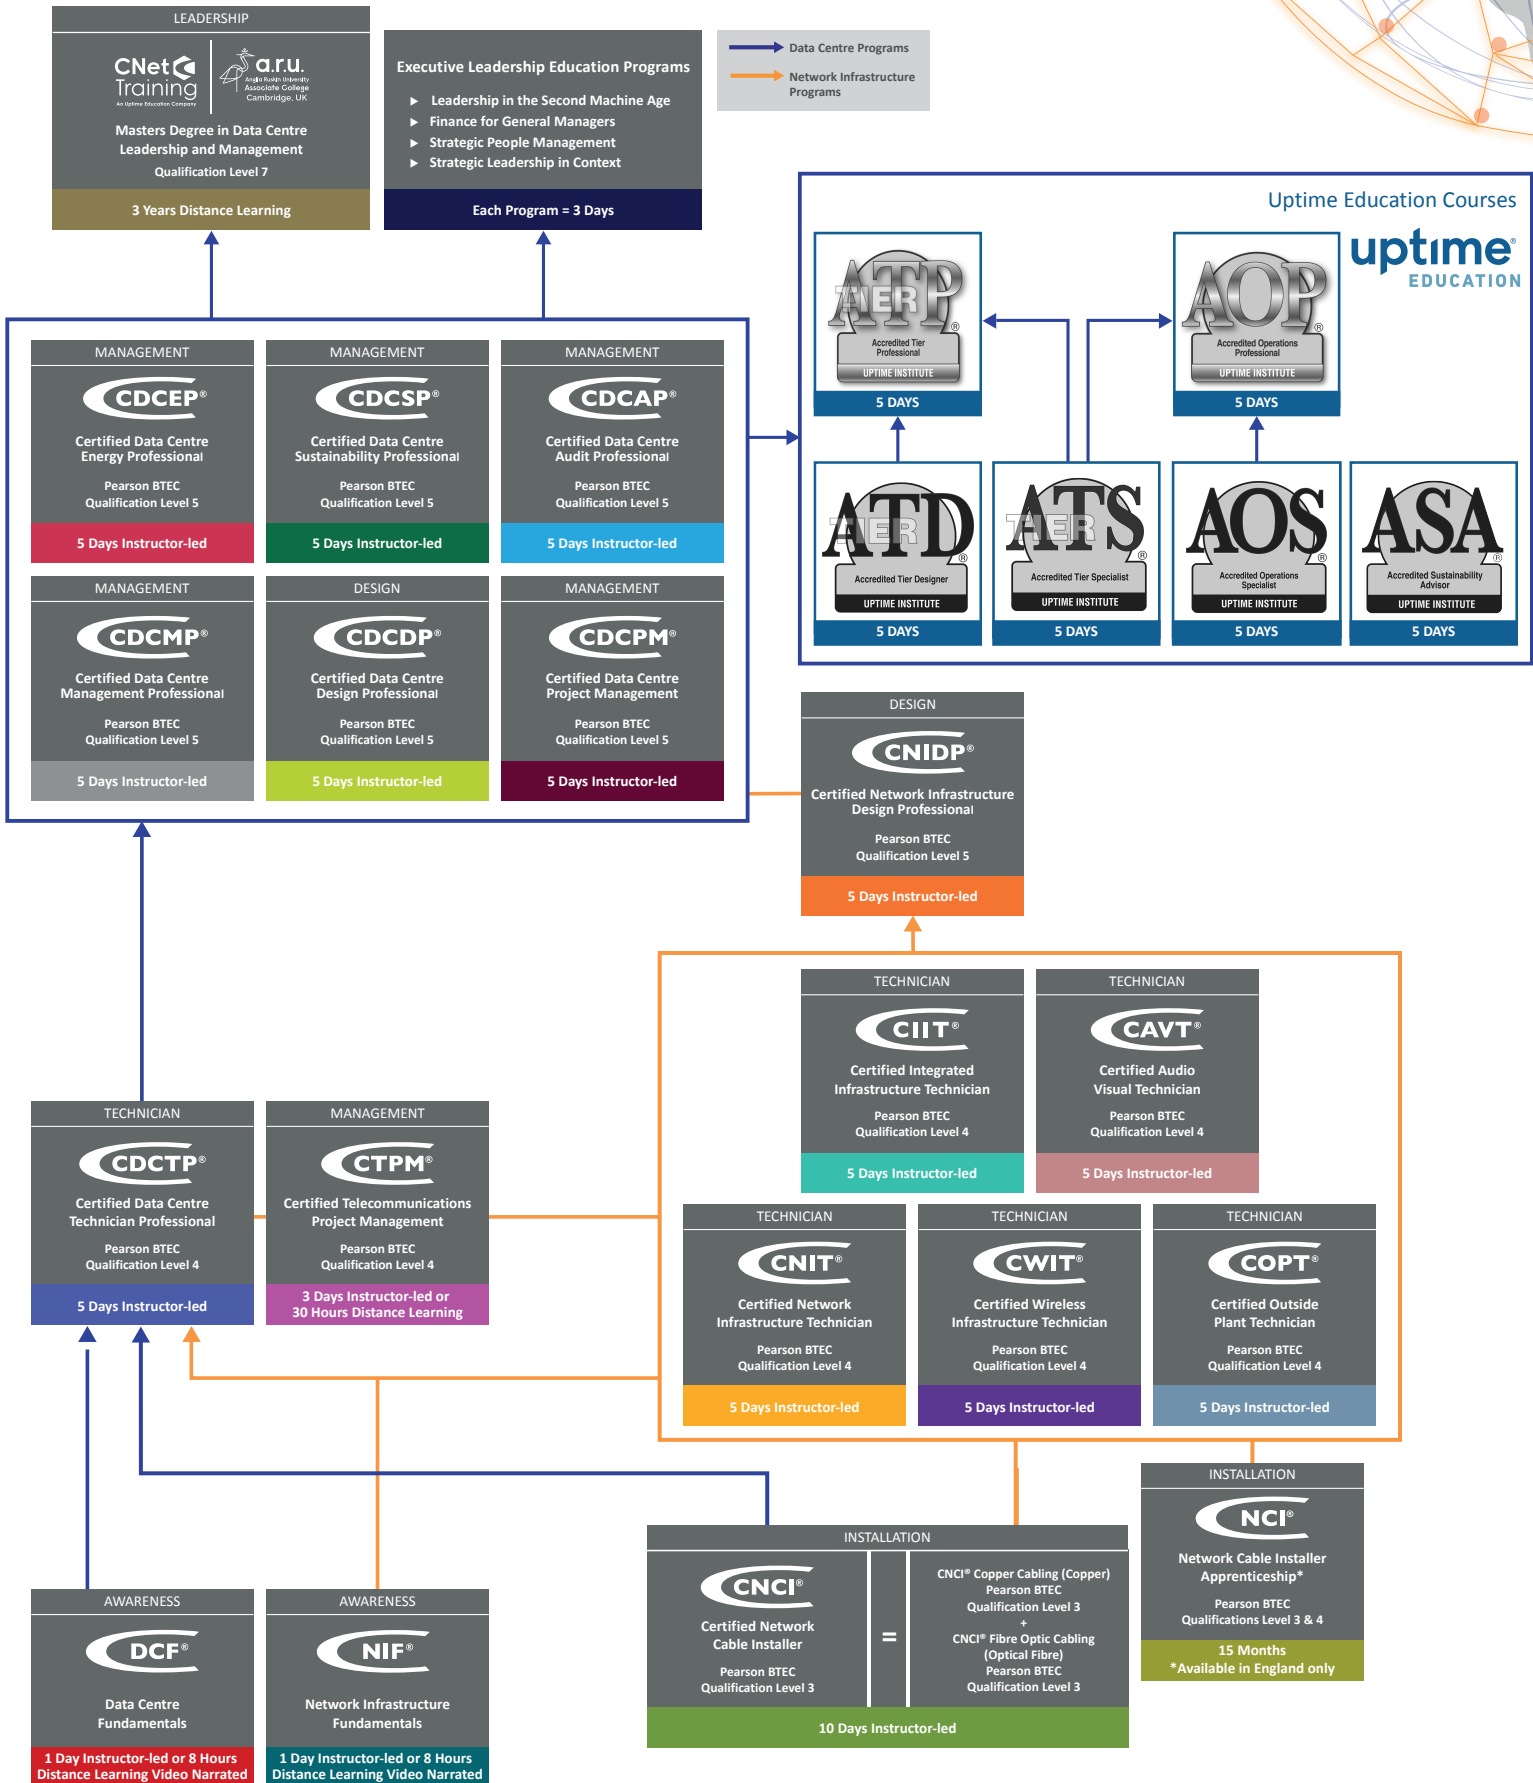 LEADERSHIP
CNet
Training
An Uptime Education Company
a.r.u.
Anglia Ruskin University
Associate College
Cambridge, UK
Masters Degree in Data Centre
Leadership and Management
Qualification Level 7
3 Years Distance Learning
Executive Leadership Education Programs
► Leadership in the Second Machine Age
► Finance for General Managers
► Strategic People Management
► Strategic Leadership in Context
Each Program = 3 Days
Data Centre Programs
Network Infrastructure
Programs
Uptime Education Courses
uptime®
EDUCATION
ATP
TIER
®
Accredited Tier
Professional
UPTIME INSTITUTE
5 DAYS
AOP
®
Accredited Operations
Professional
UPTIME INSTITUTE
5 DAYS
ATD
TIER
®
Accredited Tier Designer
UPTIME INSTITUTE
5 DAYS
ATS
TIER
®
Accredited Tier Specialist
UPTIME INSTITUTE
5 DAYS
AOS
®
Accredited Operations
Specialist
UPTIME INSTITUTE
5 DAYS
ASA
®
Accredited Sustainability
Advisor
UPTIME INSTITUTE
5 DAYS
MANAGEMENT
CDCEP®
Certified Data Centre
Energy Professional
Pearson BTEC
Qualification Level 5
5 Days Instructor-led
MANAGEMENT
CDCSP®
Certified Data Centre
Sustainability Professional
Pearson BTEC
Qualification Level 5
5 Days Instructor-led
MANAGEMENT
CDCAP®
Certified Data Centre
Audit Professional
Pearson BTEC
Qualification Level 5
5 Days Instructor-led
MANAGEMENT
CDCMP®
Certified Data Centre
Management Professional
Pearson BTEC
Qualification Level 5
5 Days Instructor-led
DESIGN
CDCDP®
Certified Data Centre
Design Professional
Pearson BTEC
Qualification Level 5
5 Days Instructor-led
MANAGEMENT
CDCPM®
Certified Data Centre
Project Management
Pearson BTEC
Qualification Level 5
5 Days Instructor-led
DESIGN
CNIDP®
Certified Network Infrastructure
Design Professional
Pearson BTEC
Qualification Level 5
5 Days Instructor-led
TECHNICIAN
CIIT®
Certified Integrated
Infrastructure Technician
Pearson BTEC
Qualification Level 4
5 Days Instructor-led
TECHNICIAN
CAVT®
Certified Audio
Visual Technician
Pearson BTEC
Qualification Level 4
5 Days Instructor-led
TECHNICIAN
CDCTP®
Certified Data Centre
Technician Professional
Pearson BTEC
Qualification Level 4
5 Days Instructor-led
MANAGEMENT
CTPM®
Certified Telecommunications
Project Management
Pearson BTEC
Qualification Level 4
3 Days Instructor-led or
30 Hours Distance Learning
TECHNICIAN
CNIT®
Certified Network
Infrastructure Technician
Pearson BTEC
Qualification Level 4
5 Days Instructor-led
TECHNICIAN
CWIT®
Certified Wireless
Infrastructure Technician
Pearson BTEC
Qualification Level 4
5 Days Instructor-led
TECHNICIAN
COPT®
Certified Outside
Plant Technician
Pearson BTEC
Qualification Level 4
5 Days Instructor-led
INSTALLATION
NCI®
Network Cable Installer
Apprenticeship*
Pearson BTEC
Qualifications Level 3 & 4
15 Months
*Available in England only
INSTALLATION
CNCI®
Certified Network
Cable Installer
Pearson BTEC
Qualification Level 3
=
CNCI® Copper Cabling (Copper)
Pearson BTEC
Qualification Level 3
+
CNCI® Fibre Optic Cabling
(Optical Fibre)
Pearson BTEC
Qualification Level 3
10 Days Instructor-led
AWARENESS
DCF®
Data Centre
Fundamentals
1 Day Instructor-led or 8 Hours
Distance Learning Video Narrated
AWARENESS
NIF®
Network Infrastructure
Fundamentals
1 Day Instructor-led or 8 Hours
Distance Learning Video Narrated